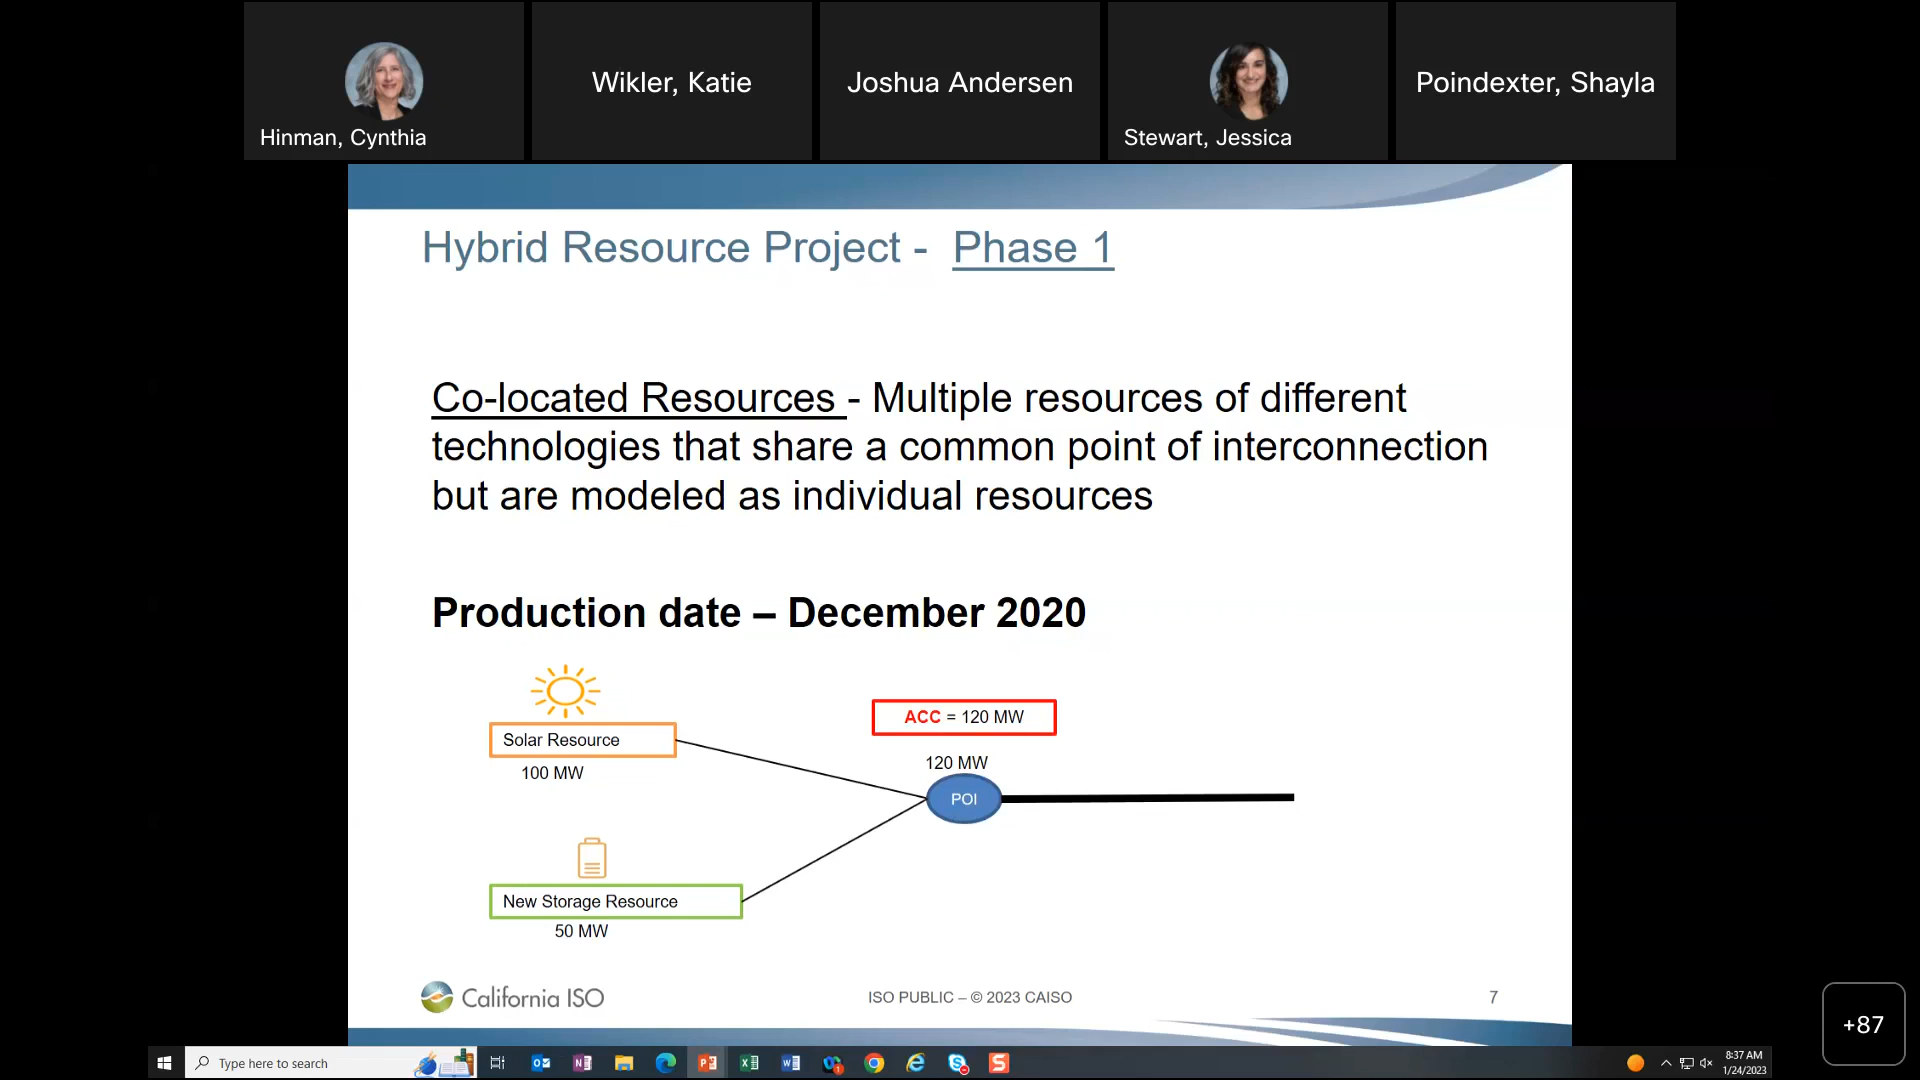 Hinman, Cynthia
Wikler, Katie
Joshua Andersen
Stewart, Jessica
Poindexter, Shayla
Hybrid Resource Project - Phase 1
Co-located Resources - Multiple resources of different
technologies that share a common point of interconnection
but are modeled as individual resources
Production date – December 2020
ACC = 120 MW
Solar Resource
120 MW
100 MW
POI
New Storage Resource
50 MW
California ISO
ISO PUBLIC – © 2023 CAISO
7
+87
Type here to search
8:37 AM
1/24/2023